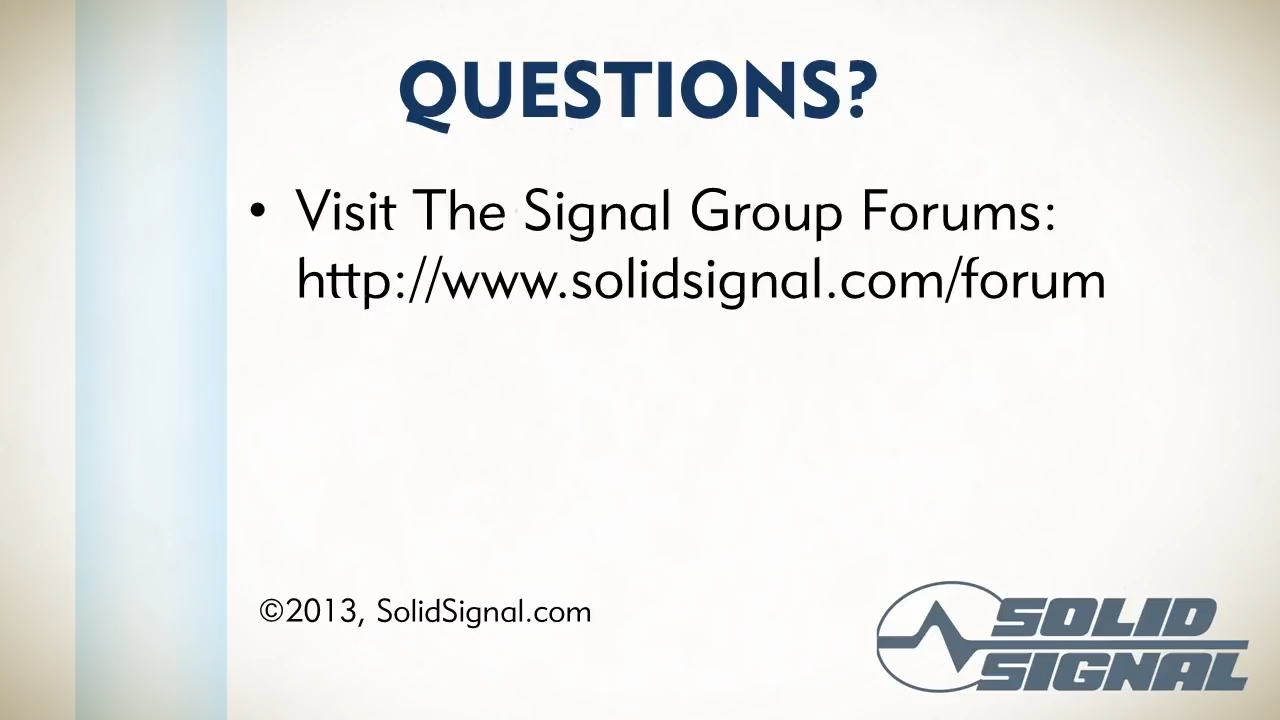 QUESTIONS?
• Visit The Signal Group Forums:
http://www.solidsignal.com/forum
©2013, SolidSignal.com
SOLID
SIGNAL